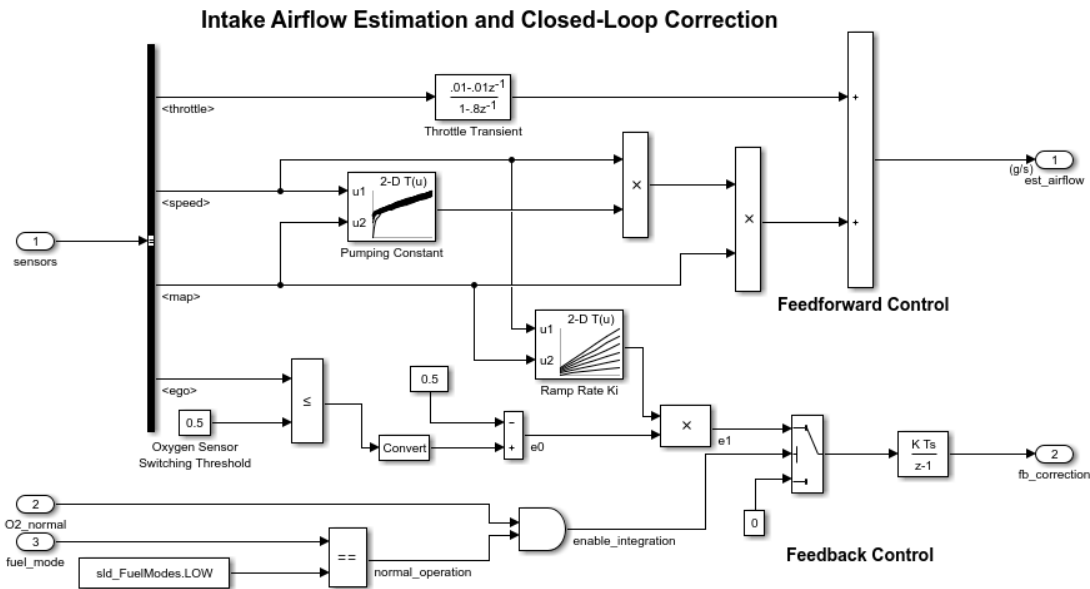 Intake Airflow Estimation and Closed-Loop Correction
.01-.01z-1
1-.8z-1
Throttle Transient
<throttle>
+
1
(g/s)
est_airflow
2-D T(u)
u1
u2
Pumping Constant
<speed>
×
×
+
1
sensors
<map>
Feedforward Control
2-D T(u)
u1
u2
Ramp Rate Ki
<ego>
0.5
≤
0.5
Oxygen Sensor
Switching Threshold
Convert
−
+
e0
×
e1
K Ts
z-1
2
fb_correction
2
O2_normal
3
fuel_mode
0
enable_integration
==
sld_FuelModes.LOW
normal_operation
Feedback Control